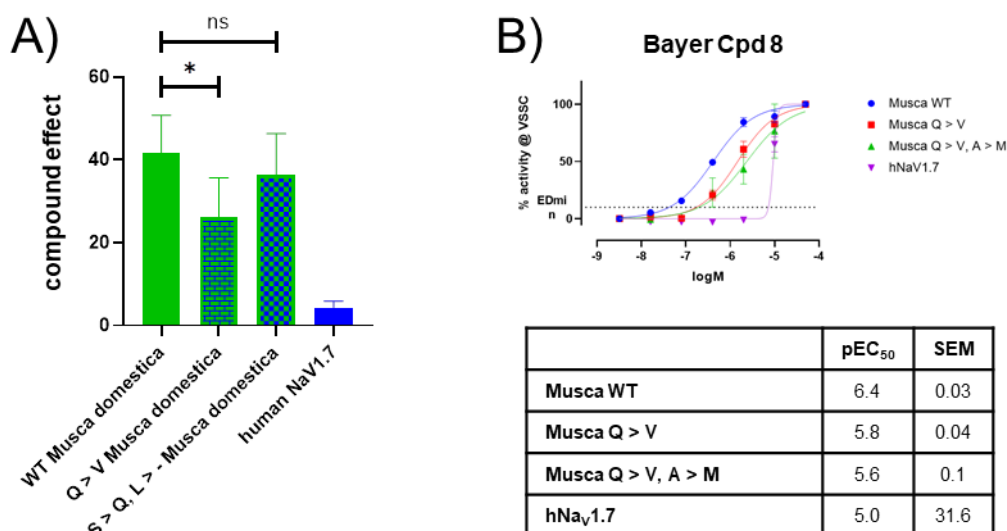 A)
ns
*
60
40
20
0
compound effect
WT Musca domestica
Q > V Musca domestica
S > Q, L > - Musca domestica
human NaV1.7
B)
Bayer Cpd 8
% activity @ VSSC
100
50
EDmi
n
0
-9 -8 -7 -6 -5 -4
logM
Musca WT
Musca Q > V
Musca Q > V, A > M
hNaV1.7
pEC50 SEM
Musca WT 6.4 0.03
Musca Q > V 5.8 0.04
Musca Q > V, A > M 5.6 0.1
hNaV1.7 5.0 31.6